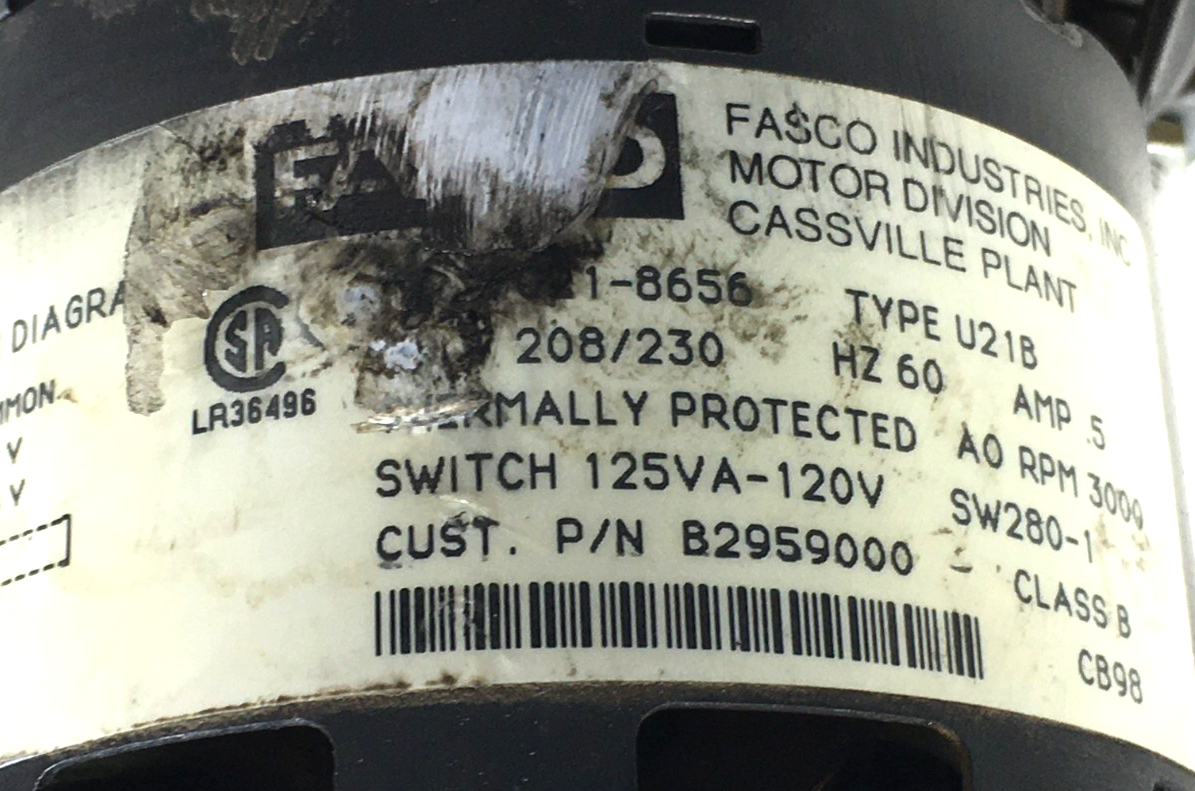 FASCO INDUSTRIES, INC
MOTOR DIVISION
CASSVILLE PLANT
1-8656 TYPE U21B
208/230 HZ 60 AMP .5
THERMALLY PROTECTED AO RPM 3000
SWITCH 125VA-120V SW280-1
CUST. P/N B2959000 - CLASS B
CB98
LR36496
DIAGRA
MMON
V
V